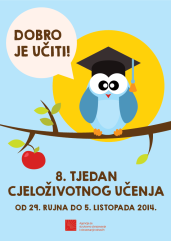 DOBRO
JE UČITI!
8. TJEDAN
CJELOŽIVOTNOG UČENJA
OD 29. RUJNA DO 5. LISTOPADA 2014.